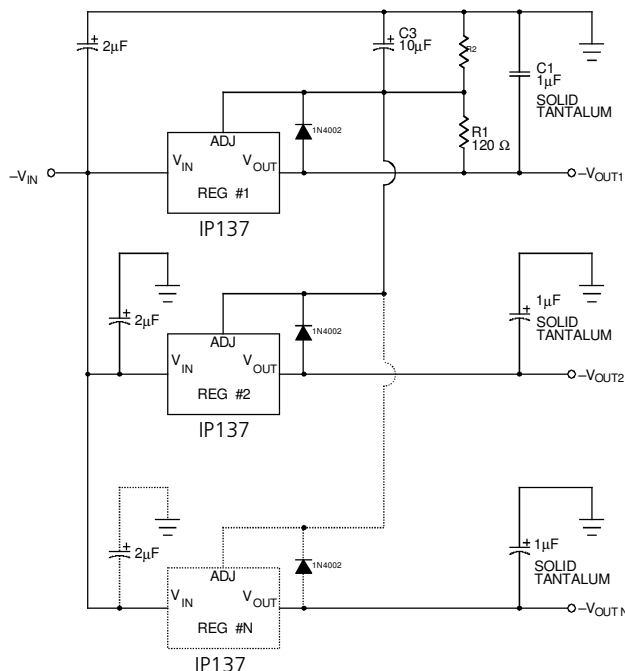 2μF
+
C3
+
10μF
R2
C1
1μF
SOLID
TANTALUM
ADJ
1N4002
R1
120 Ω
–VIN
VIN
VOUT
REG #1
–VOUT1
IP137
+
2μF
ADJ
1N4002
1μF
+
SOLID
TANTALUM
VIN
VOUT
REG #2
–VOUT2
IP137
+
2μF
ADJ
1N4002
1μF
+
SOLID
TANTALUM
VIN
VOUT
REG #N
–VOUT N
IP137